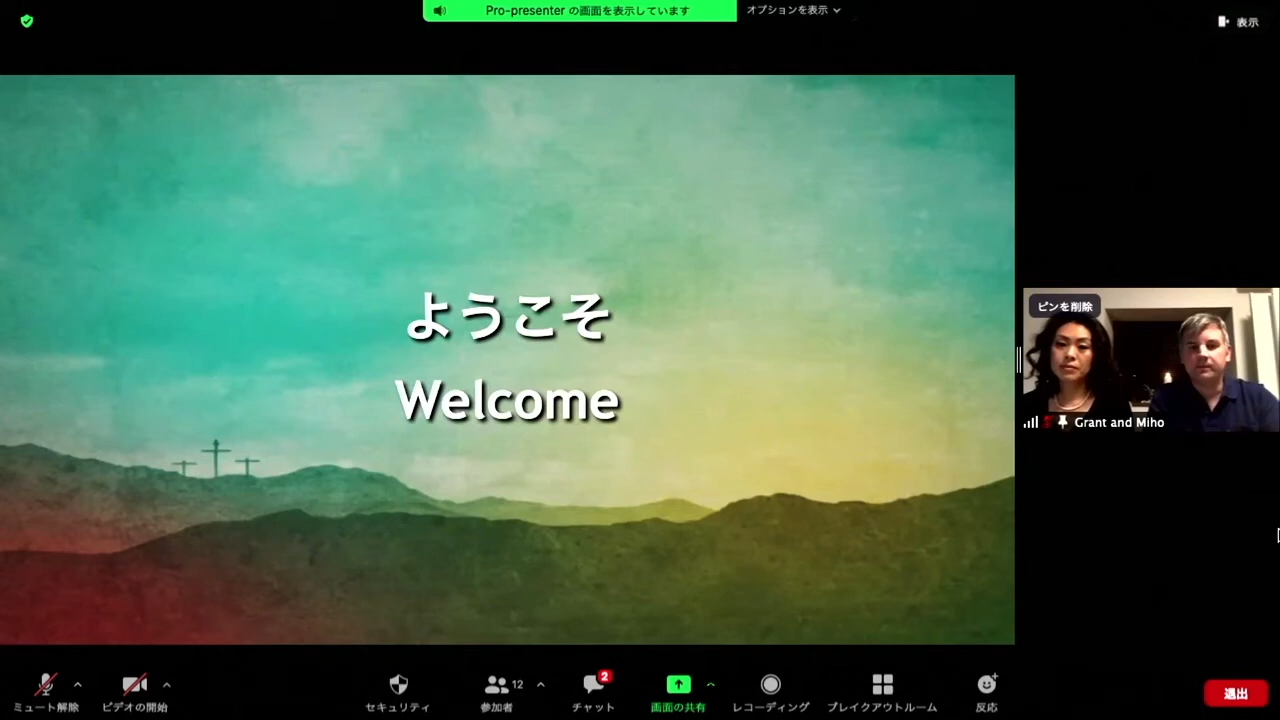 Pro-presenter の画面を表示しています
オプションを表示
表示
ようこそ
Welcome
ピンを削除
Grant and Miho
ミュート解除
ビデオの開始
セキュリティ
12
参加者
2
チャット
画面の共有
レコーディング
ブレイクアウトルーム
反応
退出